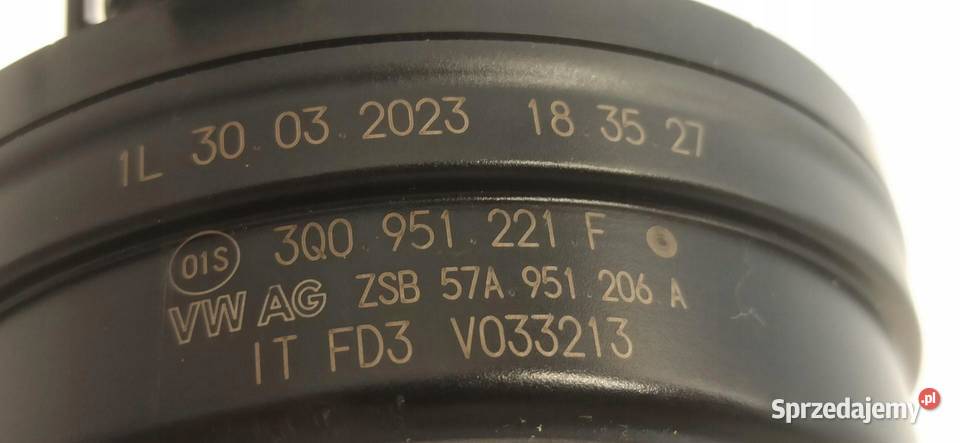 1L 30 03 2023 18 35 27
01S 3Q0 951 221 F
VW AG ZSB 57A 951 206 A
IT FD3 V033213
Sprzedajemy.pl